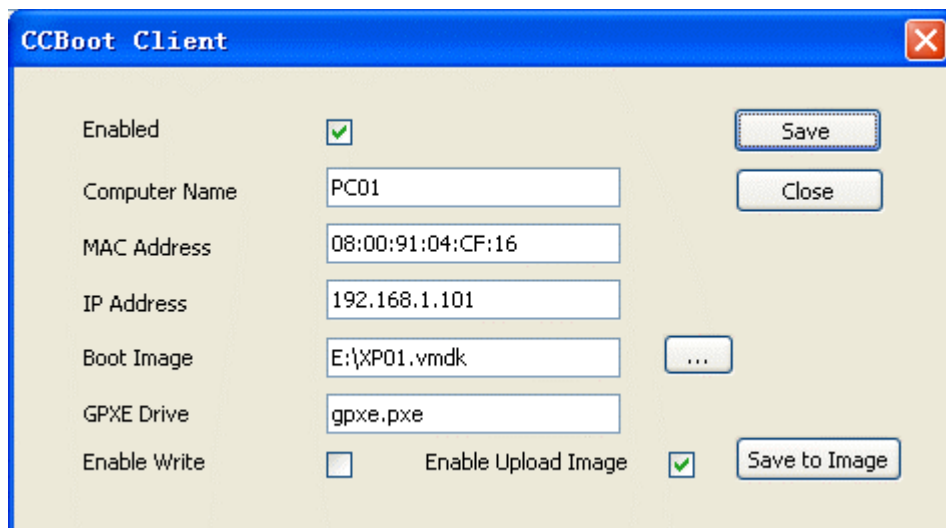 CCBoot Client
Enabled
Save
Computer Name PC01
Close
MAC Address 08:00:91:04:CF:16
IP Address 192.168.1.101
Boot Image E:\XP01.vmdk ...
GPXE Drive gpxe.pxe
Enable Write Enable Upload Image Save to Image